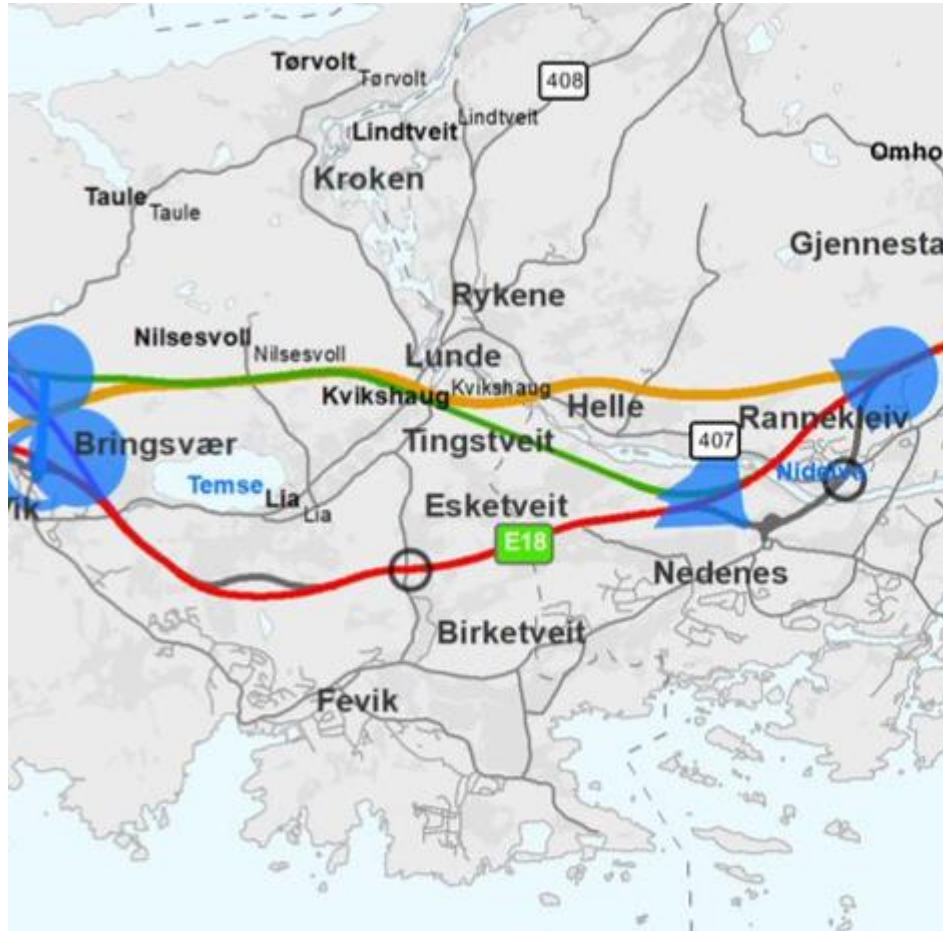 Tørvolt
Tørvolt
408
Lindtveit
Lindtveit
Omho
Kroken
Taule
Taule
Gjennesta
Rykene
Nilsesvoll
Nilsesvoll
Lunde
Kvikshaug
Kvikshaug
Helle
Rannekleiv
407
Tingstveit
Bringsvær
Temse
Lia
Lia
Esketveit
vik
E18
Nedenes
Birketveit
Fevik